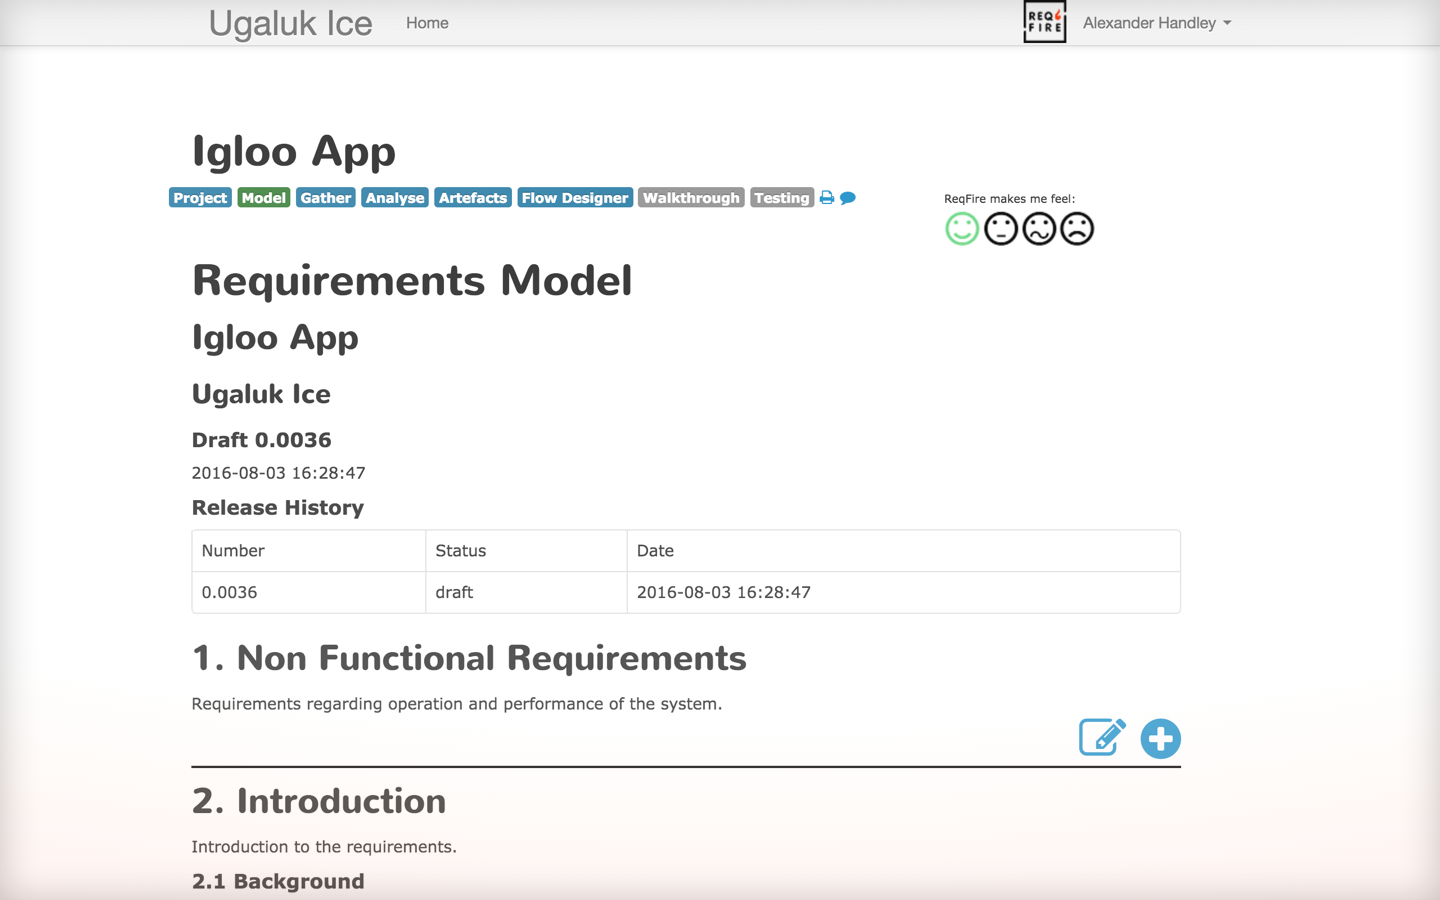 Ugaluk Ice Home REQ FIRE Alexander Handley
Igloo App
Project Model Gather Analyse Artefacts Flow Designer Walkthrough Testing
ReqFire makes me feel:
Requirements Model
Igloo App
Ugaluk Ice
Draft 0.0036
2016-08-03 16:28:47
Release History
Number Status Date
0.0036 draft 2016-08-03 16:28:47
1. Non Functional Requirements
Requirements regarding operation and performance of the system.
2. Introduction
Introduction to the requirements.
2.1 Background